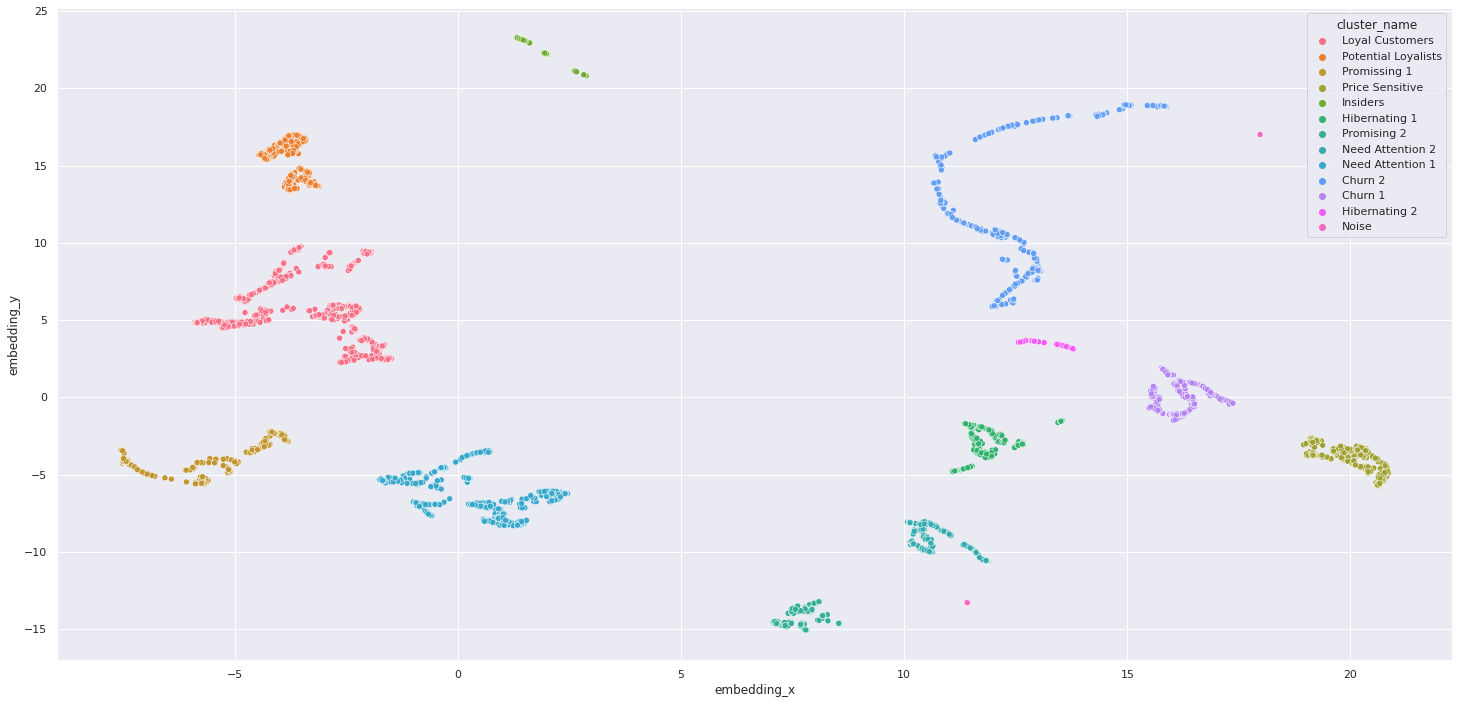 cluster_name
Loyal Customers
Potential Loyalists
Promissing 1
Price Sensitive
Insiders
Hibernating 1
Promising 2
Need Attention 2
Need Attention 1
Churn 2
Churn 1
Hibernating 2
Noise
25
20
15
10
5
0
−5
−10
−15
embedding_y
−5 0 5 10 15 20
embedding_x